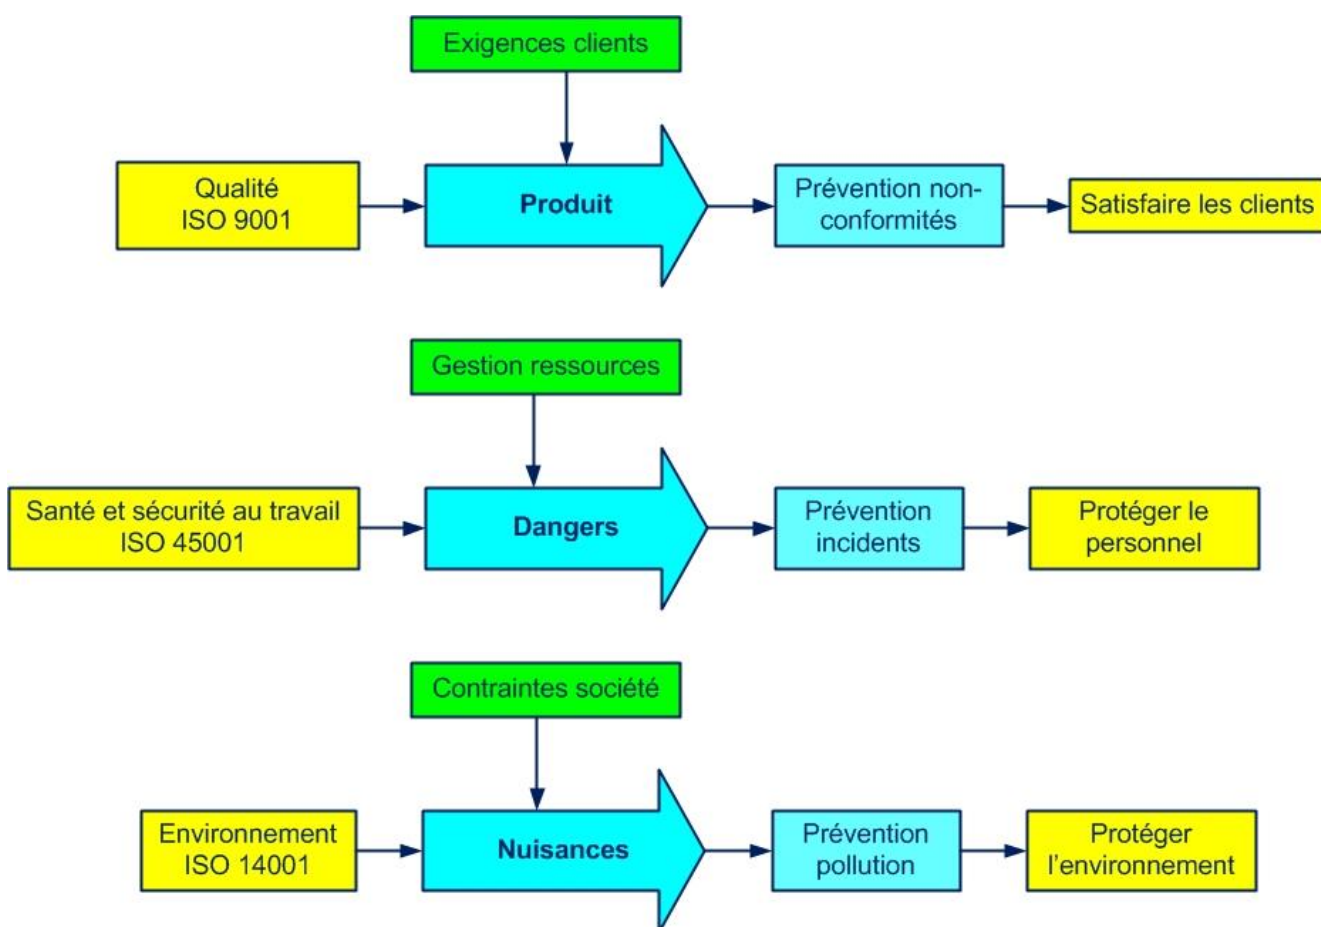 Exigences clients
Qualité
ISO 9001
Produit
Prévention non-
conformités
Satisfaire les clients
Gestion ressources
Santé et sécurité au travail
ISO 45001
Dangers
Prévention
incidents
Protéger le
personnel
Contraintes société
Environnement
ISO 14001
Nuisances
Prévention
pollution
Protéger
l'environnement